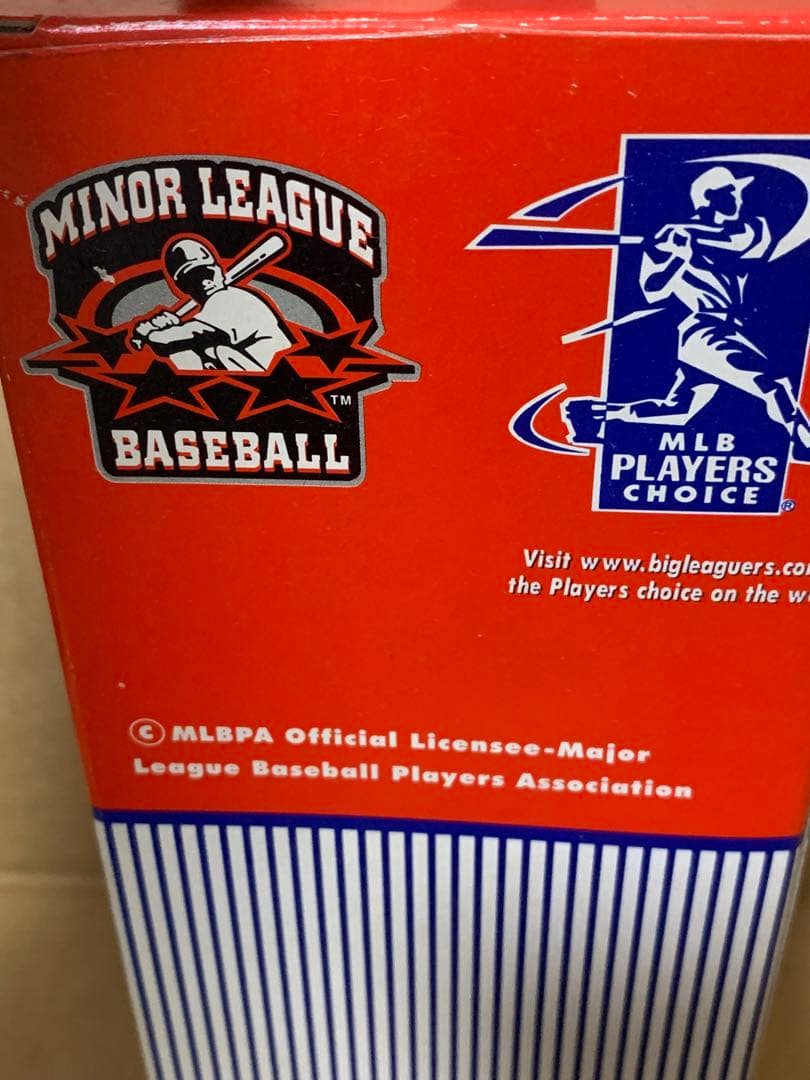 MINOR LEAGUE
TM
BASEBALL
MLB
PLAYERS
CHOICE
®
Visit www.bigleaguers.co
the Players choice on the w
© MLBPA Official Licensee-Major
League Baseball Players Association